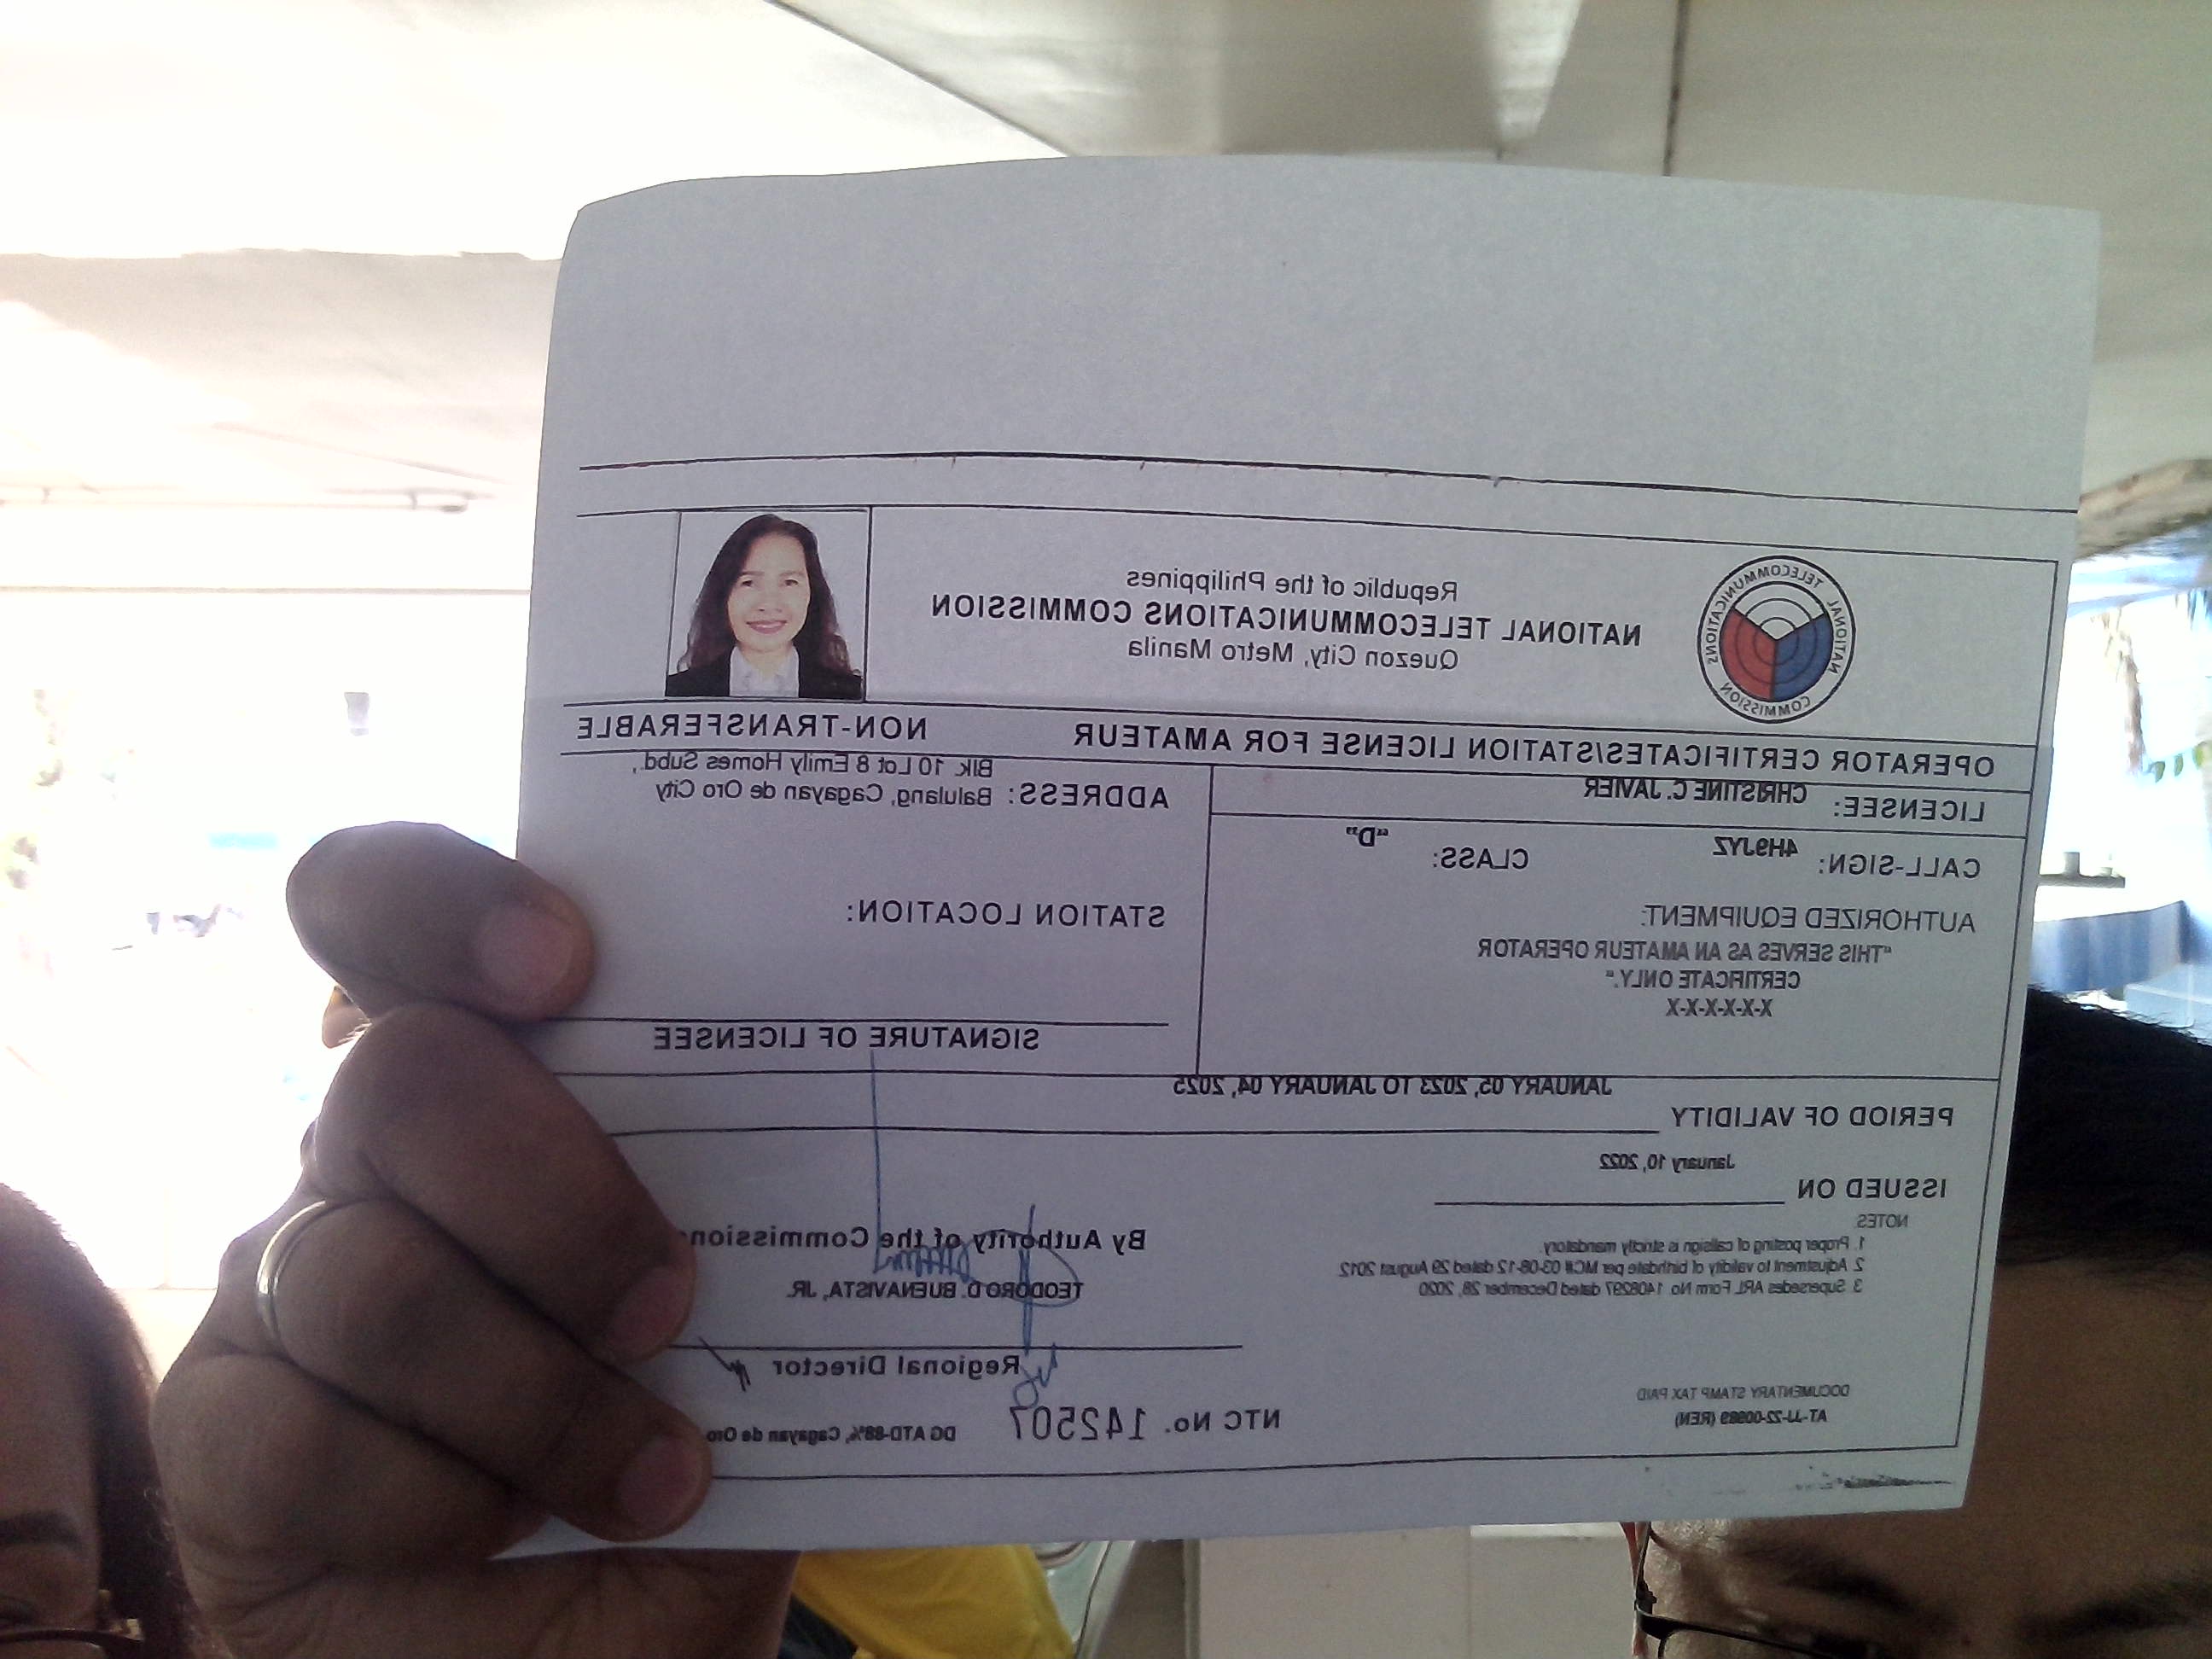 NATIONAL TELECOMMUNICATIONS COMMISSION
Republic of the Philippines
NATIONAL TELECOMMUNICATIONS COMMISSION
Quezon City, Metro Manila
OPERATOR CERTIFICATES/STATION LICENSE FOR AMATEUR NON-TRANSFERABLE
LICENSEE: CHRISTINE C. JAVIER
CALL-SIGN: 4H9JYZ CLASS: "D"
AUTHORIZED EQUIPMENT:
"THIS SERVES AS AN AMATEUR OPERATOR
CERTIFICATE ONLY."
X-X-X-X-X-X
ADDRESS: Blk. 10 Lot 8 Emily Homes Subd.,
Balulang, Cagayan de Oro City
STATION LOCATION:
SIGNATURE OF LICENSEE
PERIOD OF VALIDITY JANUARY 05, 2023 TO JANUARY 04, 2025
ISSUED ON January 10, 2022
NOTES:
1. Proper posting of callsign is strictly mandatory.
2. Adjustment to validity of birthdate per MC# 03-08-12 dated 29 August 2012
3. Supersedes ARL Form No. 1408297 dated December 28, 2020
By Authority of the Commission
TEODORO D. BUENAVISTA, JR.
Regional Director
DOCUMENTARY STAMP TAX PAID
AT-JJ-22-00989 (REN)
NTC No. 142507 DG ATD-88%, Cagayan de Oro